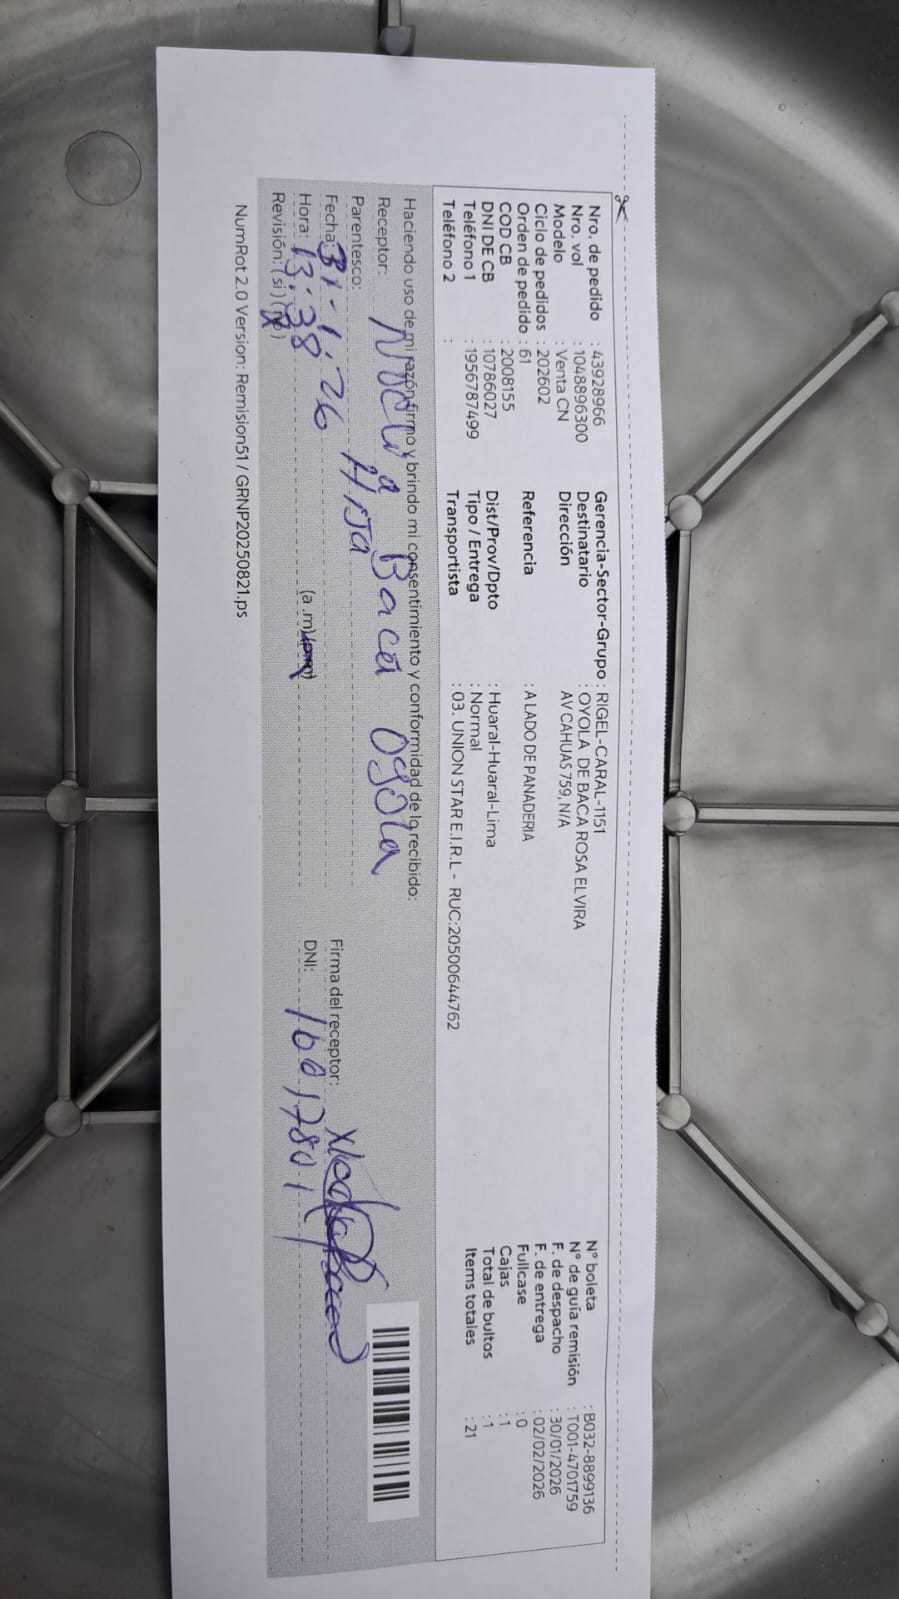 Nro. de pedido : 43928966
Nro. vol : 1048896300
Modelo : Venta CN
Ciclo de pedidos : 202602
Orden de pedido : 61
COD CB : 2008155
DNI DE CB : 10786027
Teléfono 1 : 1956787499
Teléfono 2 :
Gerencia-Sector-Grupo : RIGEL-CARAL-1151
Destinatario : OYOLA DE BACA ROSA ELVIRA
Dirección AV CAHUAS 759, N/A
Referencia : A LADO DE PANADERIA
Dist/Prov/Dpto : Huaral-Huaral-Lima
Tipo / Entrega : Normal
Transportista : 03. UNION STAR E.I.R.L - RUC:20500644762
N° boleta : B032-8899136
N° de guía remisión : T001-4701759
F. de despacho : 30/01/2026
F. de entrega : 02/02/2026
Fullcase : 0
Cajas : 1
Total de bultos : 1
Items totales : 21
Haciendo uso de mi razón firmo y brindo mi consentimiento y conformidad de lo recibido:
Receptor: Baca Oyola
Parentesco: Hija
Fecha: 31-1-26
Hora: 13:38 (a.m) (p.m)
Revisión: (si) (no)
Firma del receptor:
DNI:
NumRot 2.0 Version: Remision51 / GRNP20250821.ps